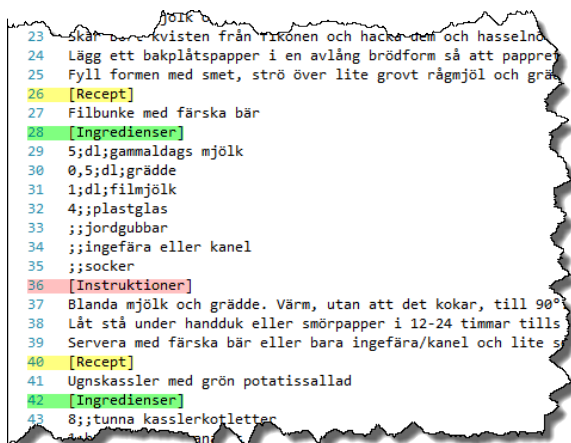 23 Skär bort kvisten från fikonen och hacka dem och hasselnö
24 Lägg ett bakplåtspapper i en avlång brödform så att pappret
25 Fyll formen med smet, strö över lite grovt rågmjöl och
26 [Recept]
27 Filbunke med färska bär
28 [Ingredienser]
29 5;dl;gammaldags mjölk
30 0,5;dl;grädde
31 1;dl;filmjölk
32 4;;plastglas
33 ;;jordgubbar
34 ;;ingefära eller kanel
35 ;;socker
36 [Instruktioner]
37 Blanda mjölk och grädde. Värm, utan att det kokar, till 90°
38 Låt stå under handduk eller smörpapper i 12-24 timmar tills
39 Servera med färska bär eller bara ingefära/kanel och lite
40 [Recept]
41 Ugnskassler med grön potatissallad
42 [Ingredienser]
43 8;;tunna kasslerkotletter